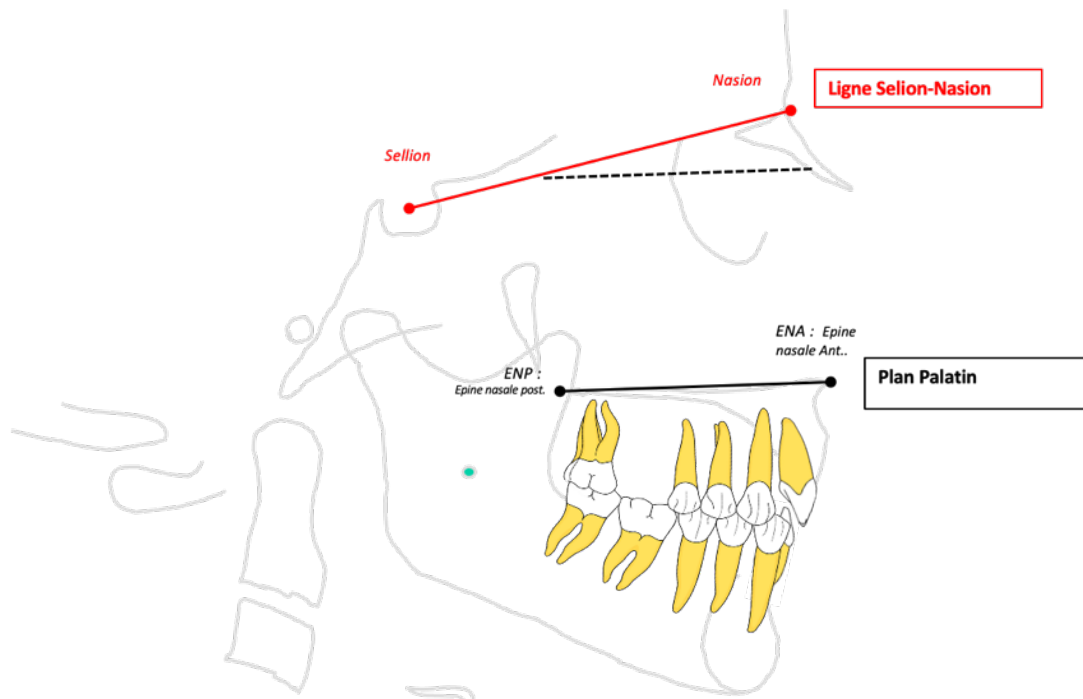 Nasion
Ligne Selion-Nasion
Sellion
ENA : Epine
nasale Ant..
ENP :
Epine nasale post.
Plan Palatin